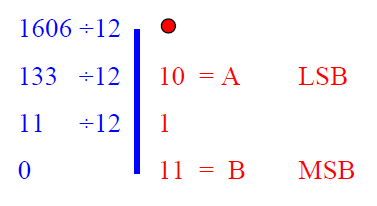 1606 ÷12
133 ÷12 10 = A LSB
11 ÷12 1
0 11 = B MSB